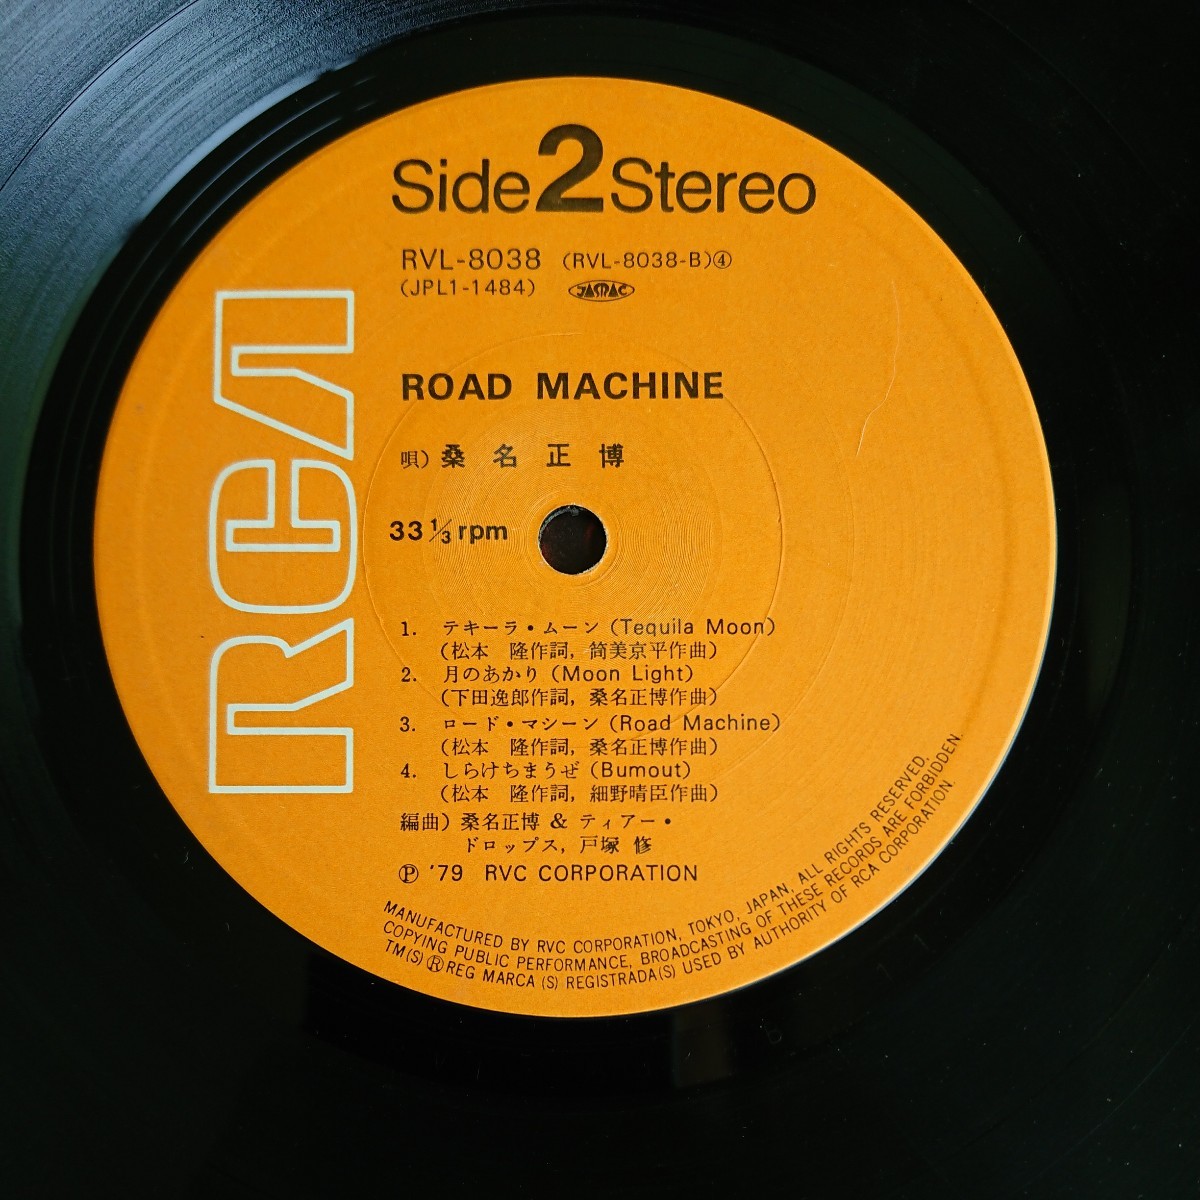 Side 2 Stereo
RVL-8038 (RVL-8038-B)④
(JPL1-1484) JASRAC
RCA
ROAD MACHINE
唄) 桑名正博
33 1/3 rpm
1. テキーラ・ムーン (Tequila Moon)
(松本 隆作詞, 筒美京平作曲)
2. 月のあかり (Moon Light)
(下田逸郎作詞, 桑名正博作曲)
3. ロード・マシーン (Road Machine)
(松本 隆作詞, 桑名正博作曲)
4. しらけちまうぜ (Bumout)
(松本 隆作詞, 細野晴臣作曲)
編曲) 桑名正博 & ティアー・
ドロップス, 戸塚 修
Ⓟ '79 RVC CORPORATION
MANUFACTURED BY RVC CORPORATION, TOKYO, JAPAN, ALL RIGHTS RESERVED,
COPYING PUBLIC PERFORMANCE, BROADCASTING OF THESE RECORDS ARE FORBIDDEN.
TM(S) ® REG MARCA (S) REGISTRADA(S) USED BY AUTHORITY OF RCA CORPORATION.